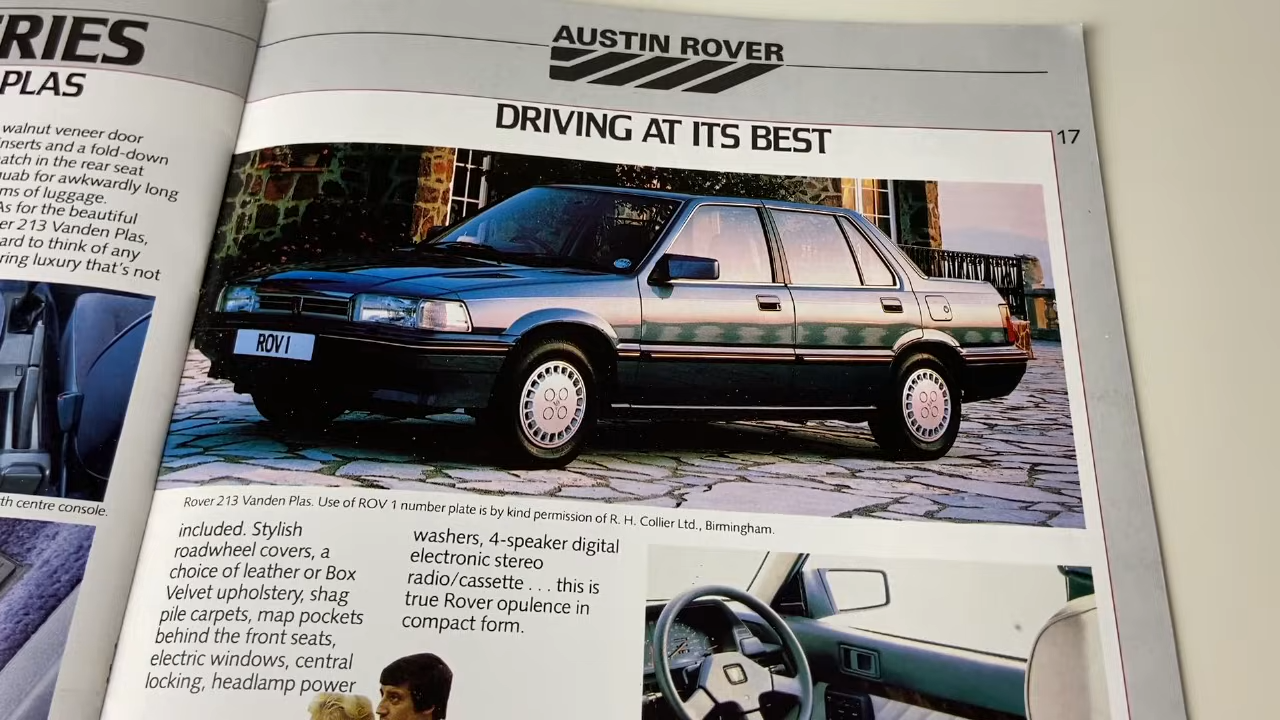 RIES
PLAS
walnut veneer door
inserts and a fold-down
atch in the rear seat
uab for awkwardly long
ms of luggage.
As for the beautiful
er 213 Vanden Plas,
ard to think of any
ring luxury that's not
th centre console.
AUSTIN ROVER
17
DRIVING AT ITS BEST
ROV 1
Rover 213 Vanden Plas. Use of ROV 1 number plate is by kind permission of R. H. Collier Ltd., Birmingham.
included. Stylish
roadwheel covers, a
choice of leather or Box
Velvet upholstery, shag
pile carpets, map pockets
behind the front seats,
electric windows, central
locking, headlamp power
washers, 4-speaker digital
electronic stereo
radio/cassette . . . this is
true Rover opulence in
compact form.